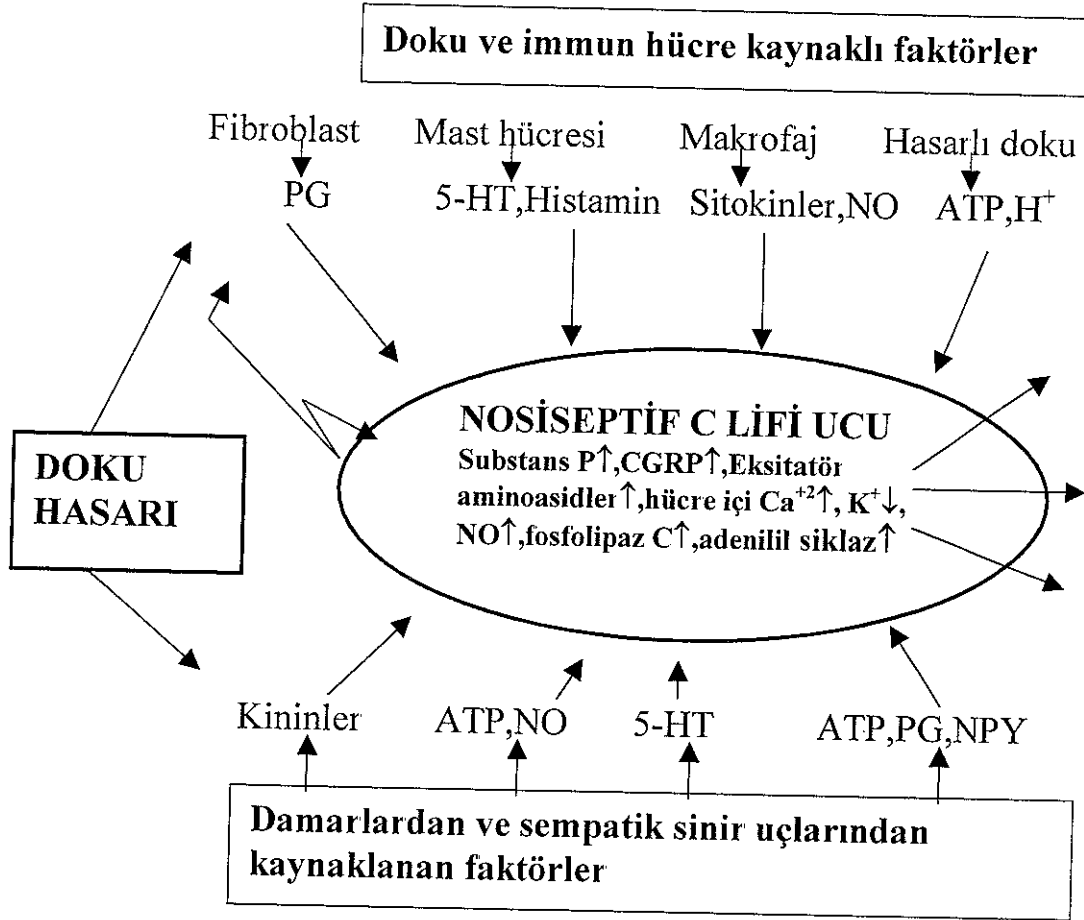 Doku ve immun hücre kaynaklı faktörler
Fibroblast
Mast hücresi
Makrofaj
Hasarlı doku
PG
5-HT,Histamin
Sitokinler,NO
ATP,H⁺
DOKU
HASARI
NOSİSEPTİF C LİFİ UCU
Substans P↑,CGRP↑,Eksitatör
aminoasidler↑,hücre içi Ca⁺²↑, K⁺↓,
NO↑,fosfolipaz C↑,adenilil siklaz↑
Kininler
ATP,NO
5-HT
ATP,PG,NPY
Damarlardan ve sempatik sinir uçlarından
kaynaklanan faktörler